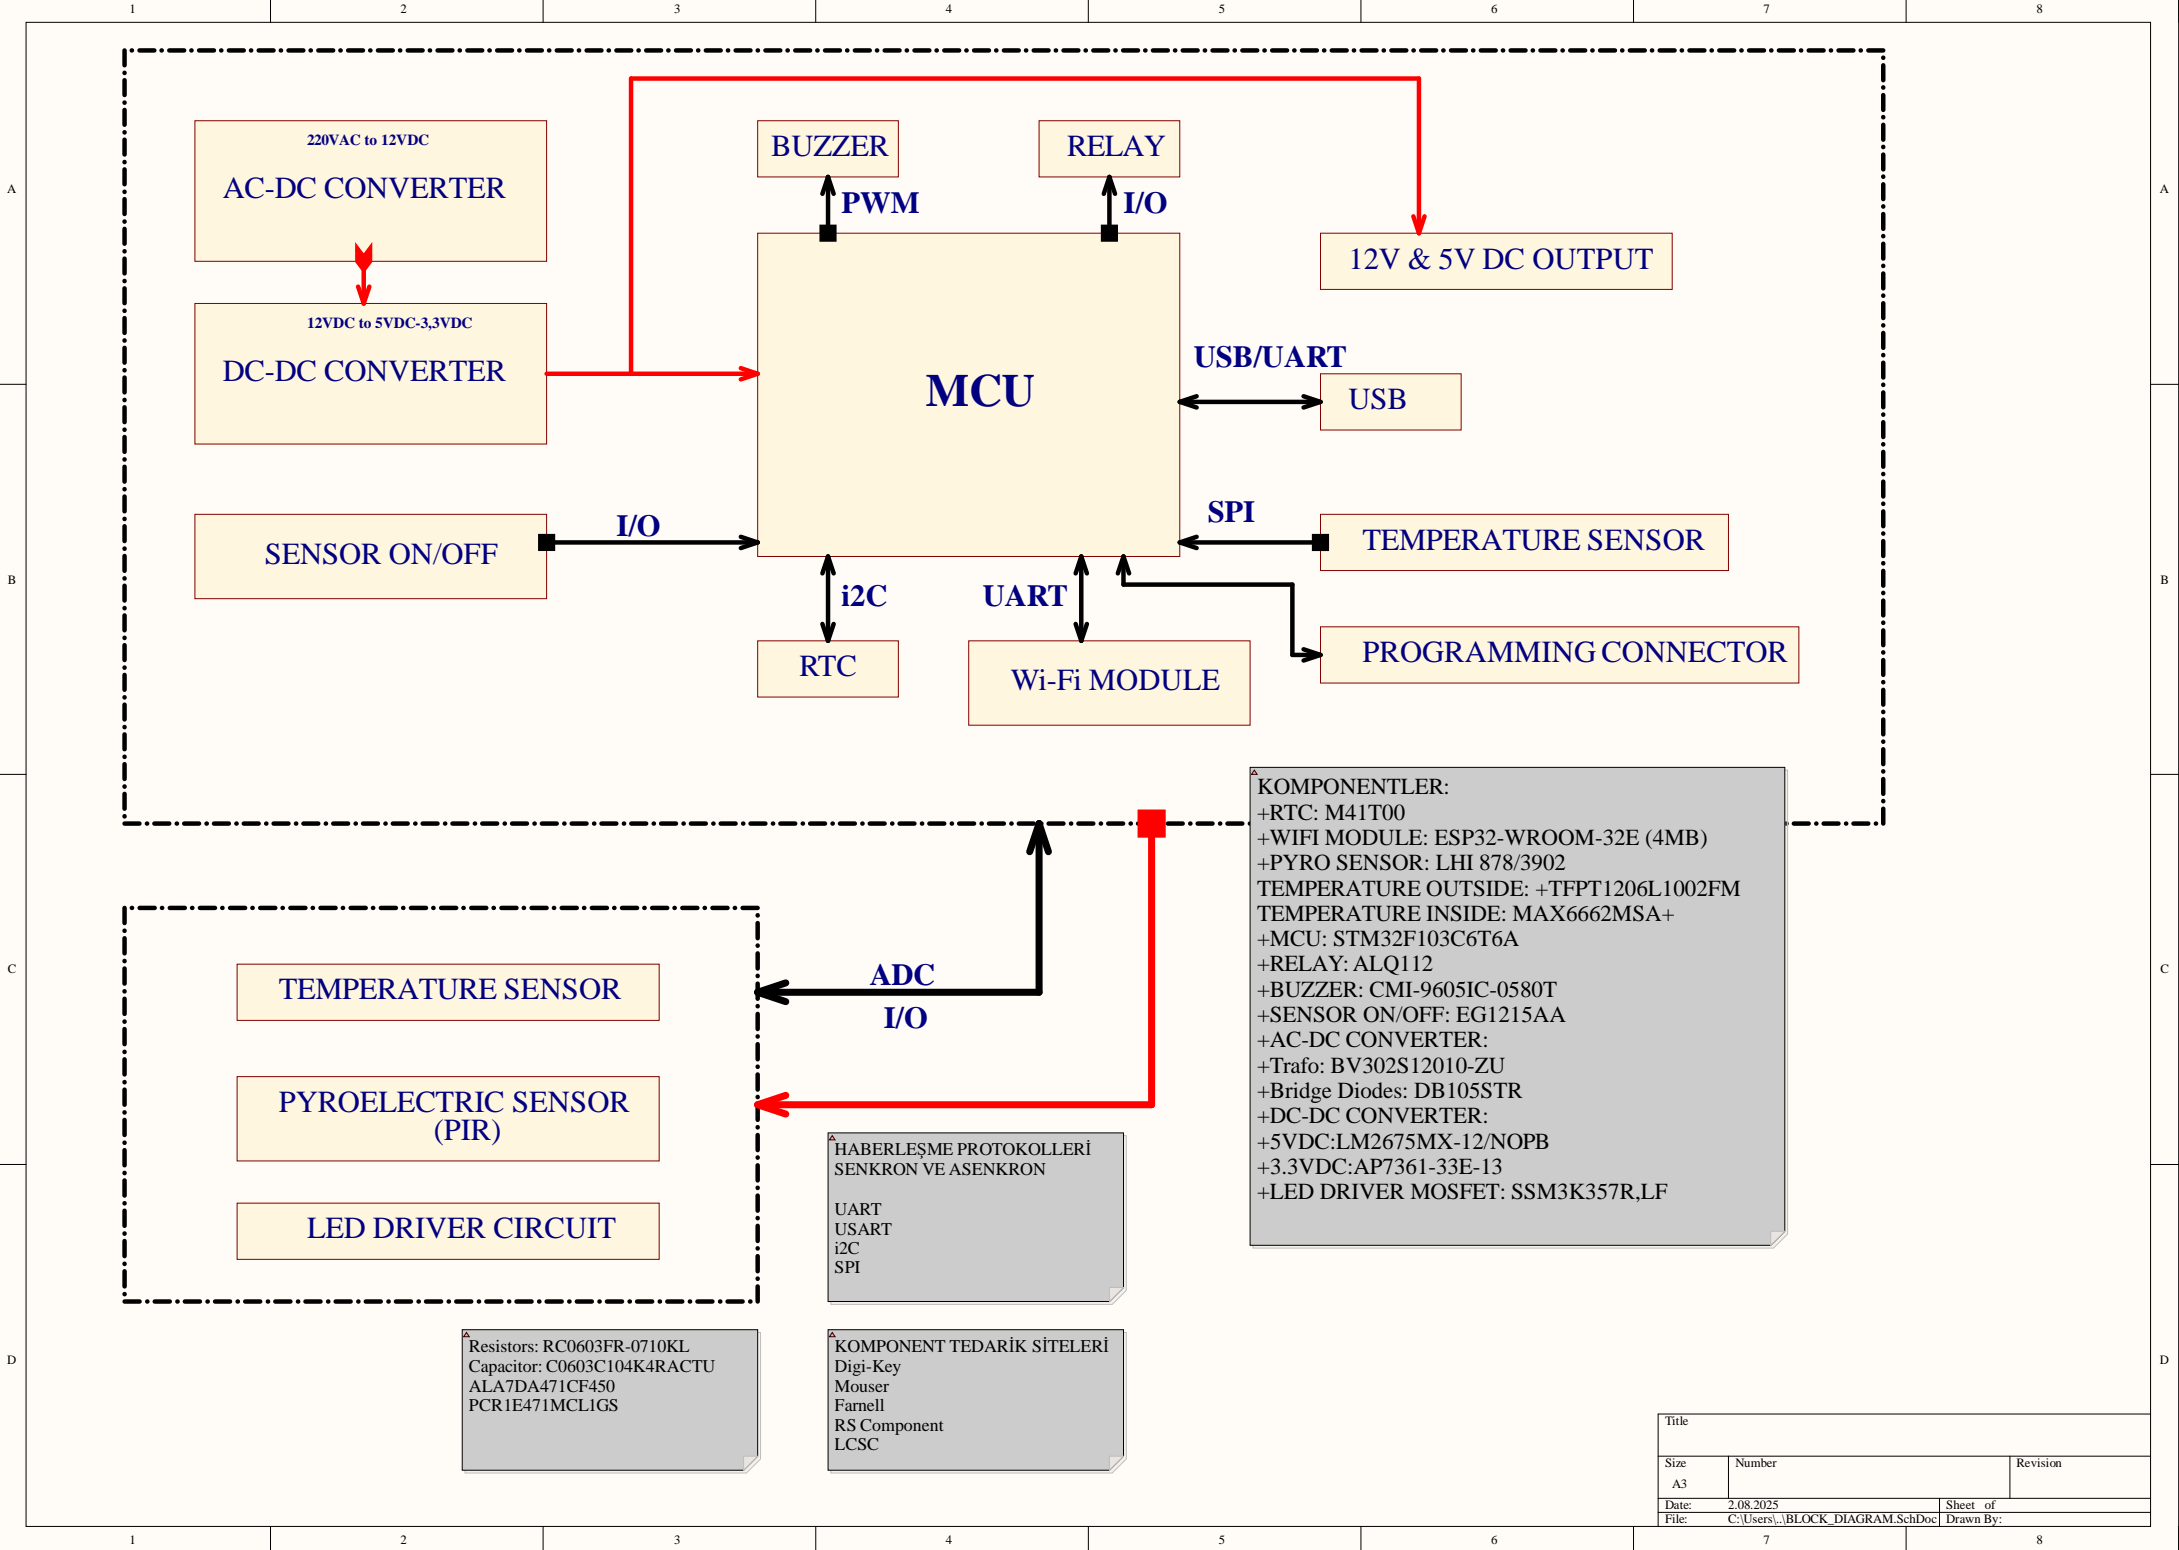 1 2 3 4 5 6 7 8
220VAC to 12VDC
AC-DC CONVERTER
BUZZER
RELAY
PWM
I/O
A
A
12V & 5V DC OUTPUT
12VDC to 5VDC-3,3VDC
DC-DC CONVERTER
MCU
USB/UART
USB
SENSOR ON/OFF
I/O
SPI
TEMPERATURE SENSOR
B
B
i2C
UART
RTC
Wi-Fi MODULE
PROGRAMMING CONNECTOR
KOMPONENTLER:
+RTC: M41T00
+WIFI MODULE: ESP32-WROOM-32E (4MB)
+PYRO SENSOR: LHI 878/3902
TEMPERATURE OUTSIDE: +TFPT1206L1002FM
TEMPERATURE INSIDE: MAX6662MSA+
+MCU: STM32F103C6T6A
+RELAY: ALQ112
+BUZZER: CMI-9605IC-0580T
+SENSOR ON/OFF: EG1215AA
+AC-DC CONVERTER:
+Trafo: BV302S12010-ZU
+Bridge Diodes: DB105STR
+DC-DC CONVERTER:
+5VDC:LM2675MX-12/NOPB
+3.3VDC:AP7361-33E-13
+LED DRIVER MOSFET: SSM3K357R,LF
C
C
TEMPERATURE SENSOR
ADC
I/O
PYROELECTRIC SENSOR
(PIR)
LED DRIVER CIRCUIT
HABERLEŞME PROTOKOLLERİ
SENKRON VE ASENKRON
UART
USART
i2C
SPI
D
D
Resistors: RC0603FR-0710KL
Capacitor: C0603C104K4RACTU
ALA7DA471CF450
PCR1E471MCL1GS
KOMPONENT TEDARİK SİTELERİ
Digi-Key
Mouser
Farnell
RS Component
LCSC
Title
Size
A3
Number
Revision
Date: 2.08.2025
Sheet of
File: C:\Users\..\BLOCK_DIAGRAM.SchDoc
Drawn By:
1 2 3 4 5 6 7 8